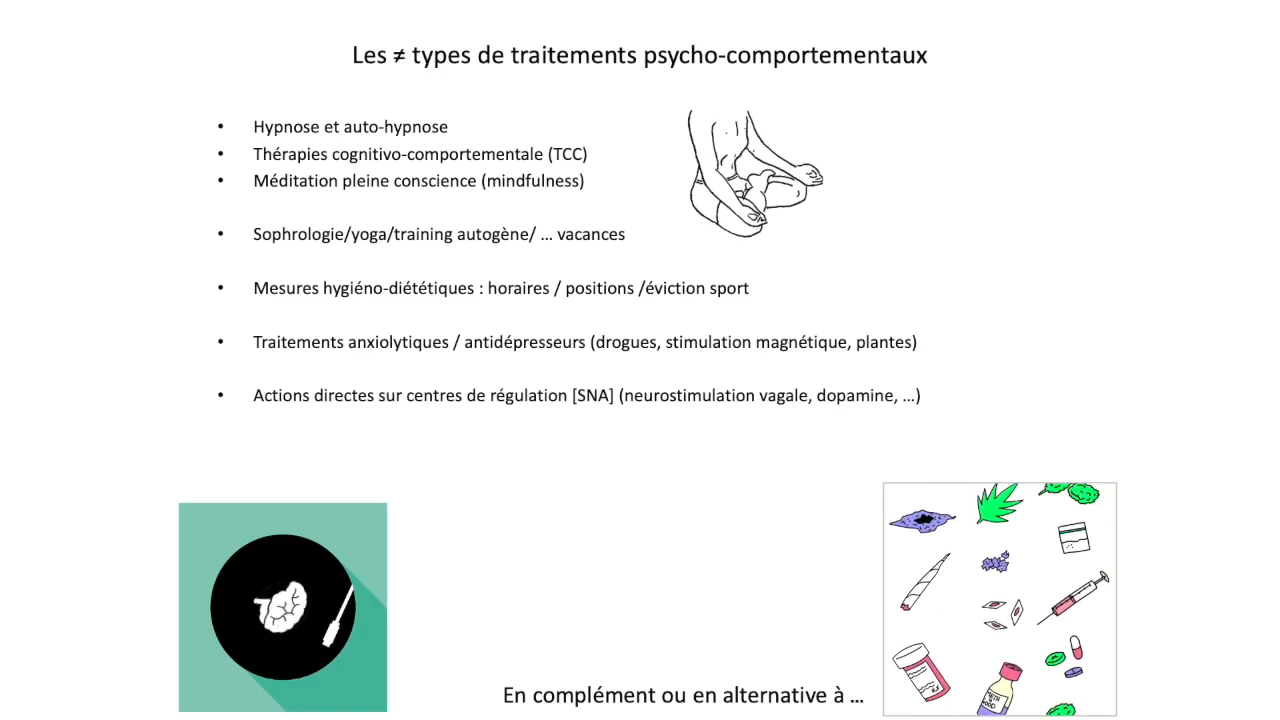 Les ≠ types de traitements psycho-comportementaux
• Hypnose et auto-hypnose
• Thérapies cognitivo-comportementale (TCC)
• Méditation pleine conscience (mindfulness)
• Sophrologie/yoga/training autogène/ … vacances
• Mesures hygiéno-diététiques : horaires / positions /éviction sport
• Traitements anxiolytiques / antidépresseurs (drogues, stimulation magnétique, plantes)
• Actions directes sur centres de régulation [SNA] (neurostimulation vagale, dopamine, …)
En complément ou en alternative à …